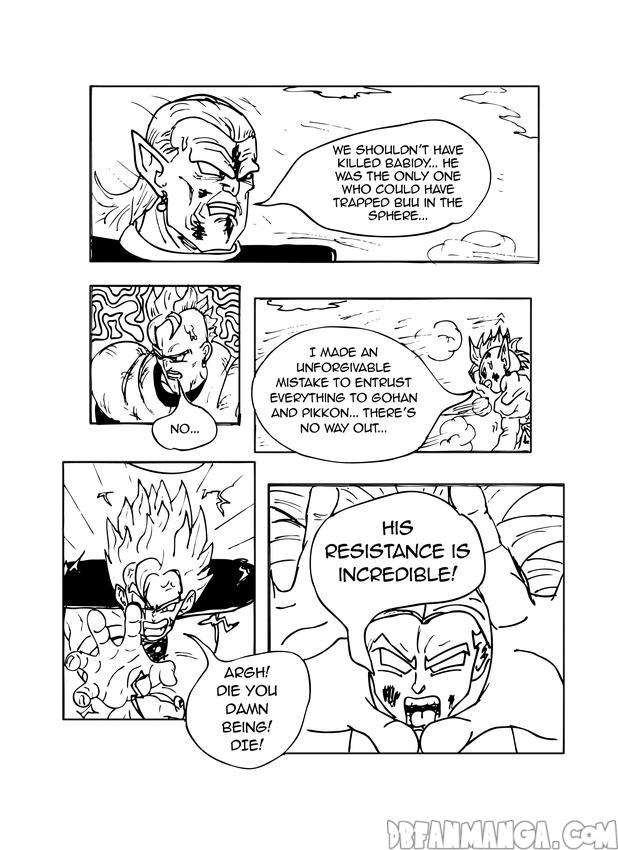 WE SHOULDN'T HAVE
KILLED BABIDY... HE
WAS THE ONLY ONE
WHO COULD HAVE
TRAPPED BUU IN THE
SPHERE...
NO...
I MADE AN
UNFORGIVABLE
MISTAKE TO ENTRUST
EVERYTHING TO GOHAN
AND PIKKON... THERE'S
NO WAY OUT...
ARGH!
DIE YOU
DAMN
BEING!
DIE!
HIS
RESISTANCE IS
INCREDIBLE!
DBFANMANGA.COM